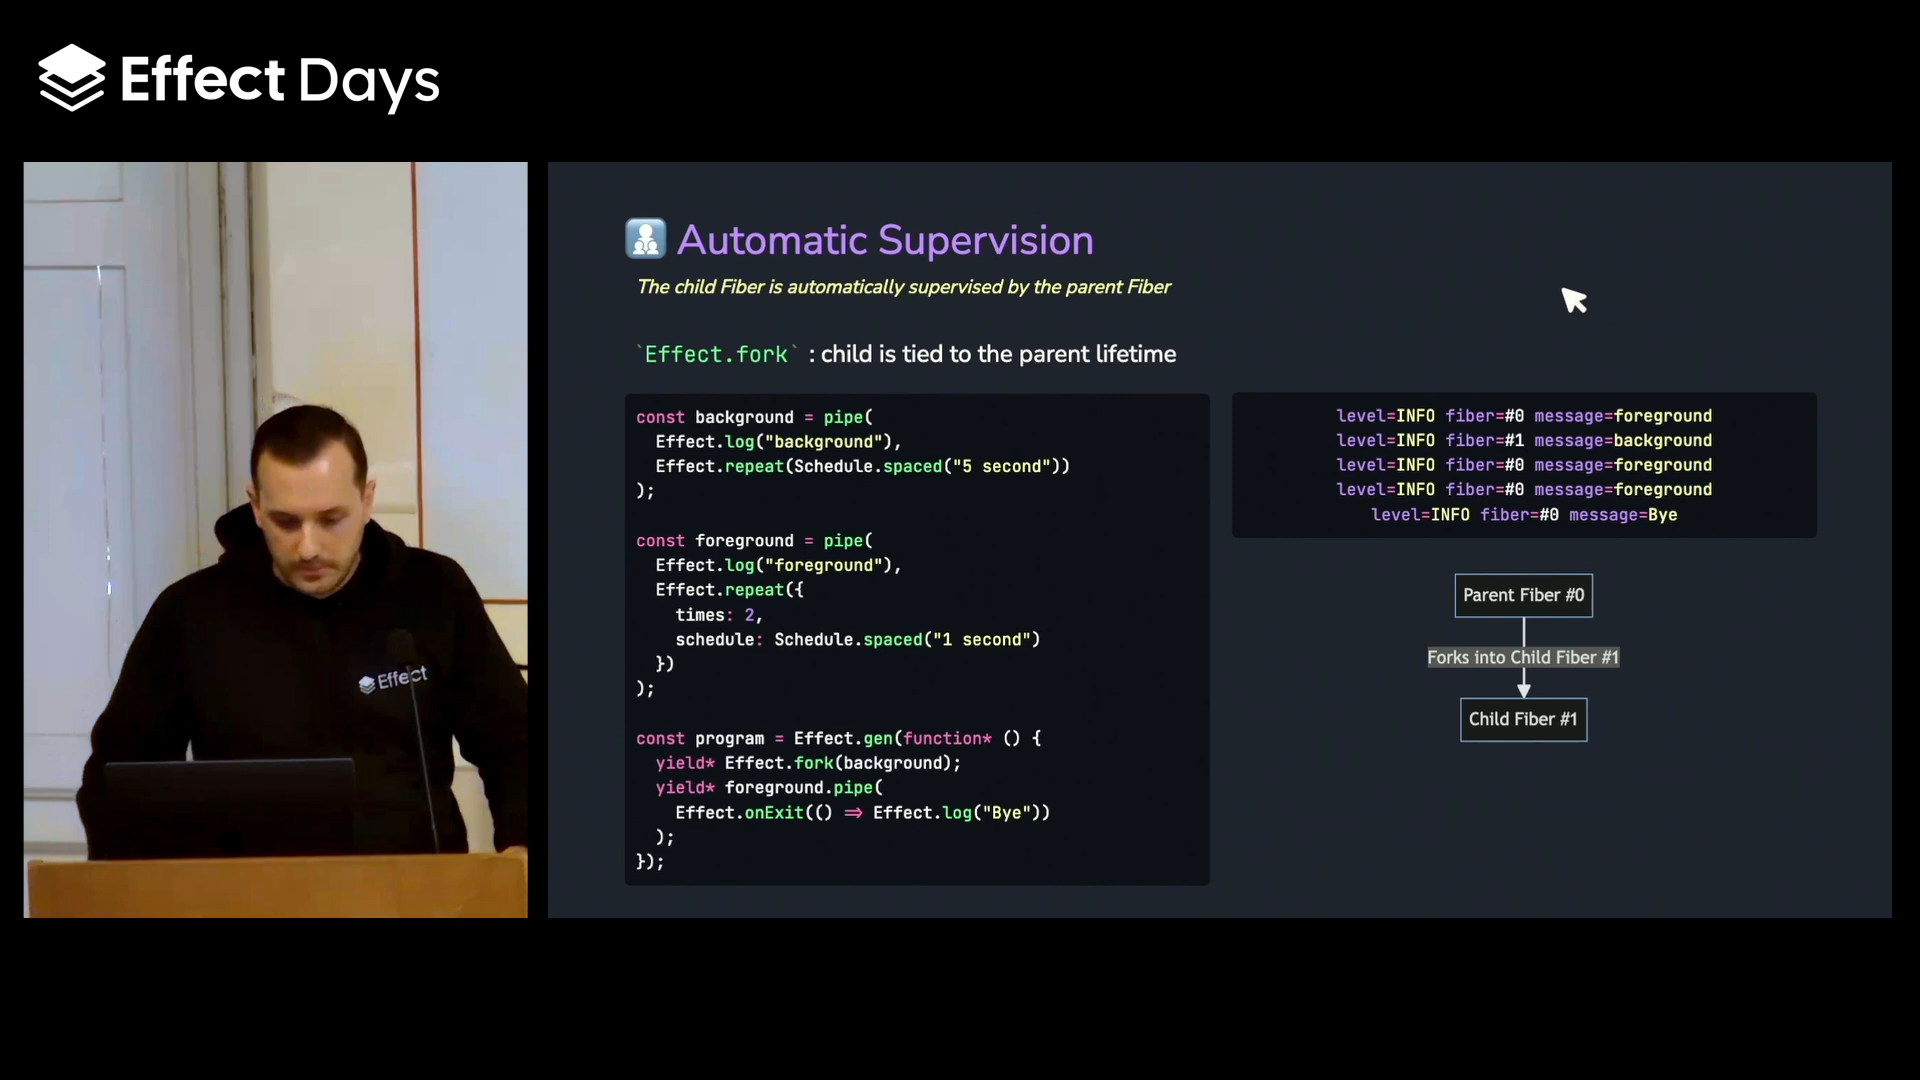 Effect Days
Automatic Supervision
The child Fiber is automatically supervised by the parent Fiber
`Effect.fork` : child is tied to the parent lifetime
const background = pipe(
  Effect.log("background"),
  Effect.repeat(Schedule.spaced("5 second"))
);

const foreground = pipe(
  Effect.log("foreground"),
  Effect.repeat({
    times: 2,
    schedule: Schedule.spaced("1 second")
  })
);

const program = Effect.gen(function* () {
  yield* Effect.fork(background);
  yield* foreground.pipe(
    Effect.onExit(() => Effect.log("Bye"))
  );
});
level=INFO fiber=#0 message=foreground
level=INFO fiber=#1 message=background
level=INFO fiber=#0 message=foreground
level=INFO fiber=#0 message=foreground
level=INFO fiber=#0 message=Bye
Parent Fiber #0
Forks into Child Fiber #1
Child Fiber #1
Effect